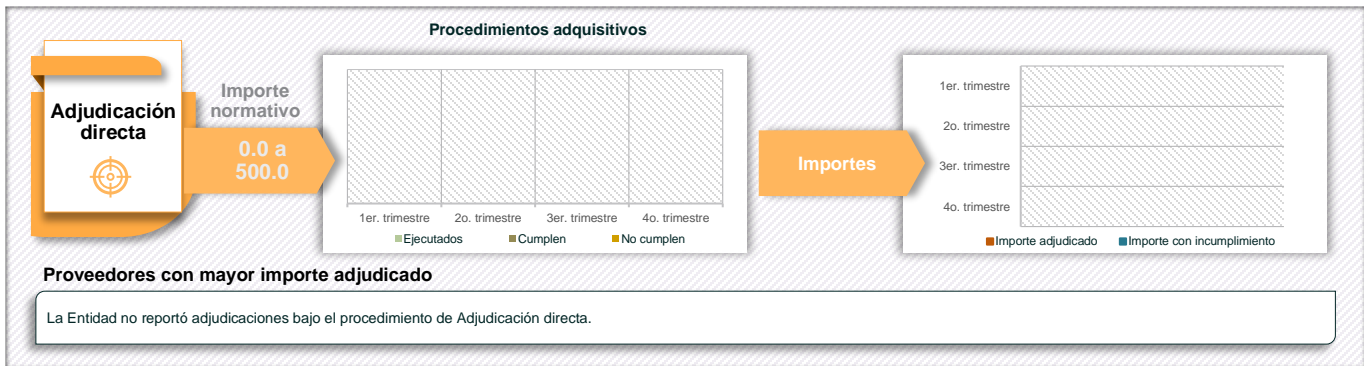 Procedimientos adquisitivos
Adjudicación
directa
Importe
normativo
0.0 a
500.0
1er. trimestre
2o. trimestre
3er. trimestre
4o. trimestre
Ejecutados
Cumplen
No cumplen
Importes
1er. trimestre
2o. trimestre
3er. trimestre
4o. trimestre
Importe adjudicado
Importe con incumplimiento
Proveedores con mayor importe adjudicado
La Entidad no reportó adjudicaciones bajo el procedimiento de Adjudicación directa.